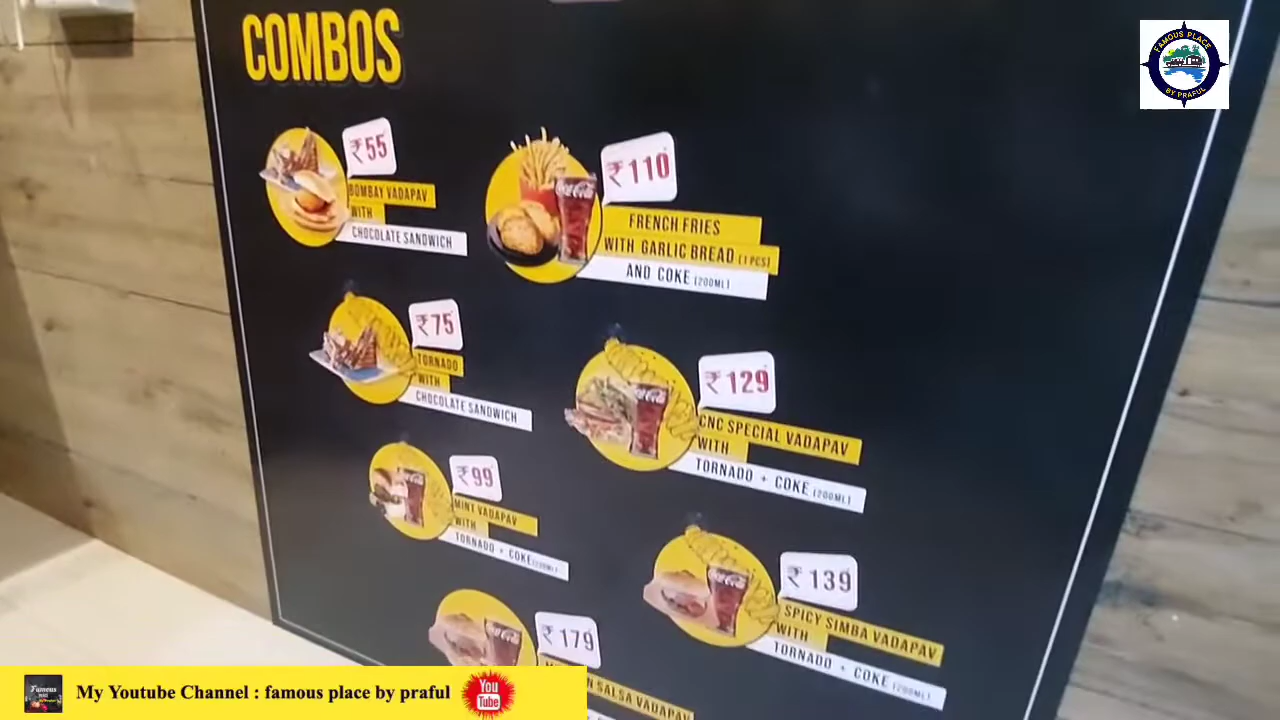 COMBOS
₹55
BOMBAY VADAPAV
WITH
CHOCOLATE SANDWICH
₹110
FRENCH FRIES
WITH GARLIC BREAD (1 PCS)
AND COKE (200ML)
₹75
TORNADO
WITH
CHOCOLATE SANDWICH
₹129
CNC SPECIAL VADAPAV
WITH
TORNADO + COKE (200ML)
₹99
MINT VADAPAV
WITH
TORNADO + COKE (200ML)
₹139
SPICY SIMBA VADAPAV
WITH
TORNADO + COKE (200ML)
₹179
SALSA VADAPAV
Coca-Cola
FAMOUS PLACE
BY PRAFUL
My Youtube Channel : famous place by praful
You
Tube
Famous